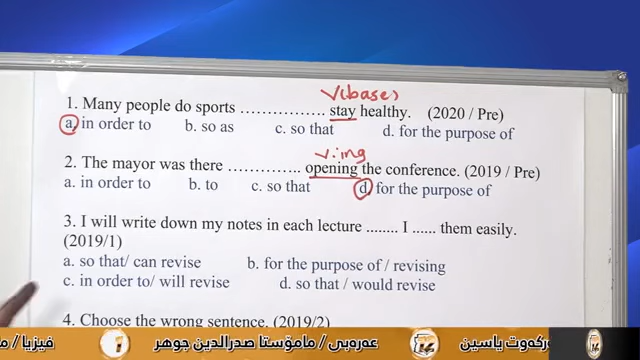 V(base)
1. Many people do sports ................ stay healthy. (2020 / Pre)
a. in order to b. so as c. so that d. for the purpose of
V.ing
2. The mayor was there ............. opening the conference. (2019 / Pre)
a. in order to b. to c. so that d. for the purpose of
3. I will write down my notes in each lecture ........ I ...... them easily.
(2019/1)
a. so that/ can revise b. for the purpose of / revising
c. in order to/ will revise d. so that / would revise
4. Choose the wrong sentence. (2019/2)
ركەوت یاسین عەرەبی / مامۆستا صدرالدین جوهر فیزیا / م